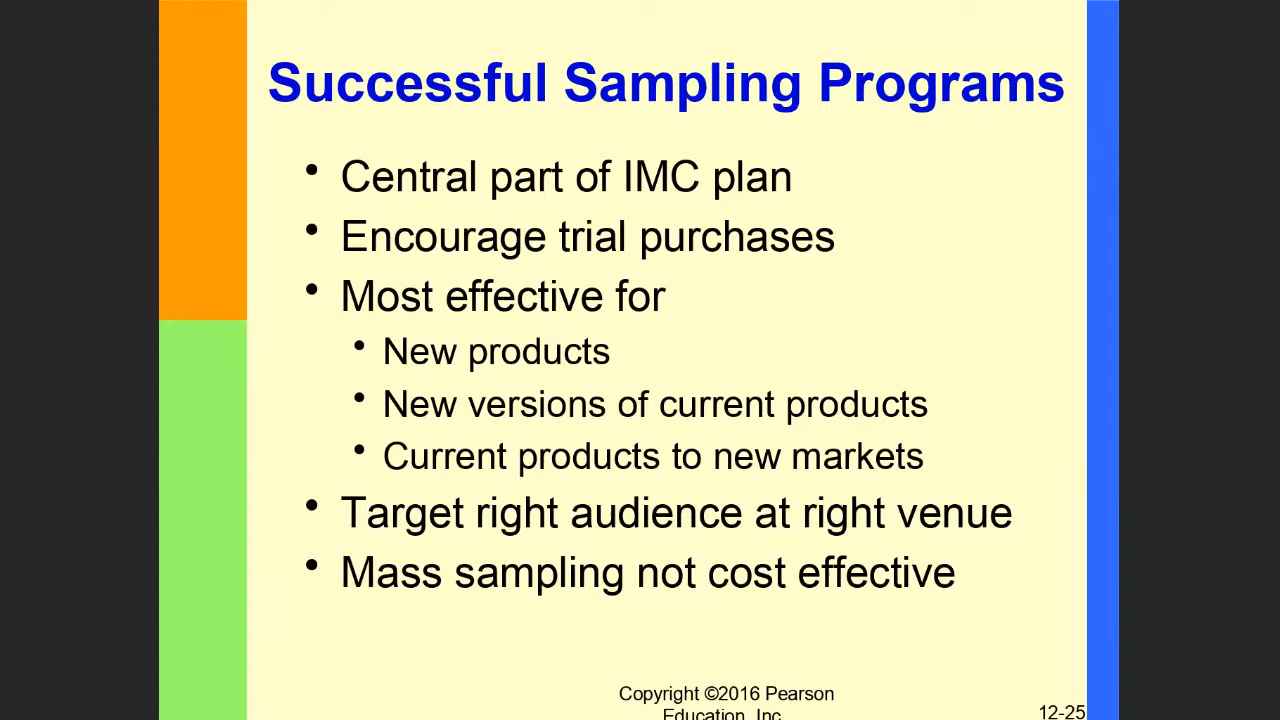 Successful Sampling Programs
• Central part of IMC plan
• Encourage trial purchases
• Most effective for
• New products
• New versions of current products
• Current products to new markets
• Target right audience at right venue
• Mass sampling not cost effective
Copyright ©2016 Pearson
Education, Inc
12-25